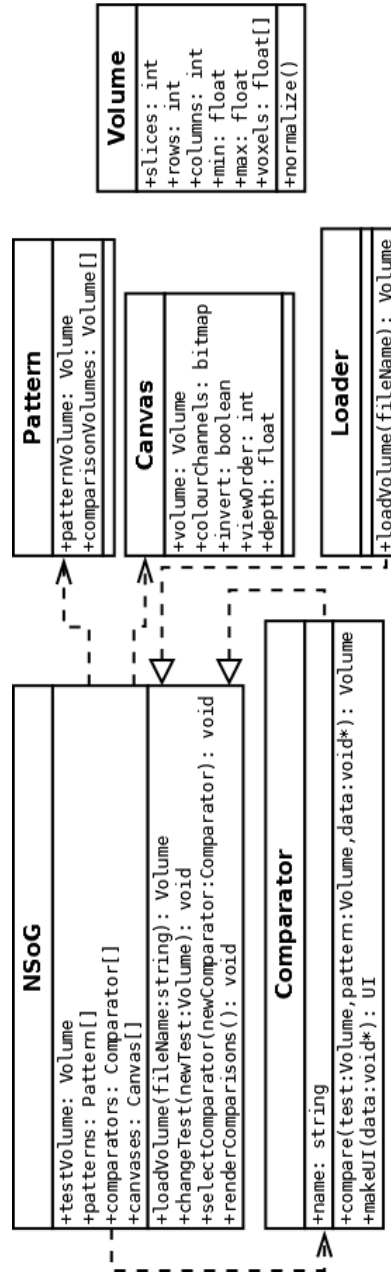 NSoG
+testVolume: Volume
+patterns: Pattern[]
+comparators: Comparator[]
+canvases: Canvas[]
+loadVolume(fileName:string): Volume
+changeTest(newTest:Volume): void
+selectComparator(newComparator:Comparator): void
+renderComparisons(): void
Pattern
+patternVolume: Volume
+comparisonVolumes: Volume[]
Canvas
+volume: Volume
+colourChannels: bitmap
+invert: boolean
+viewOrder: int
+depth: float
Volume
+slices: int
+rows: int
+columns: int
+min: float
+max: float
+voxels: float[]
+normalize()
Comparator
+name: string
+compare(test:Volume,pattern:Volume,data:void*): Volume
+makeUI(data:void*): UI
Loader
+loadVolume(fileName): Volume